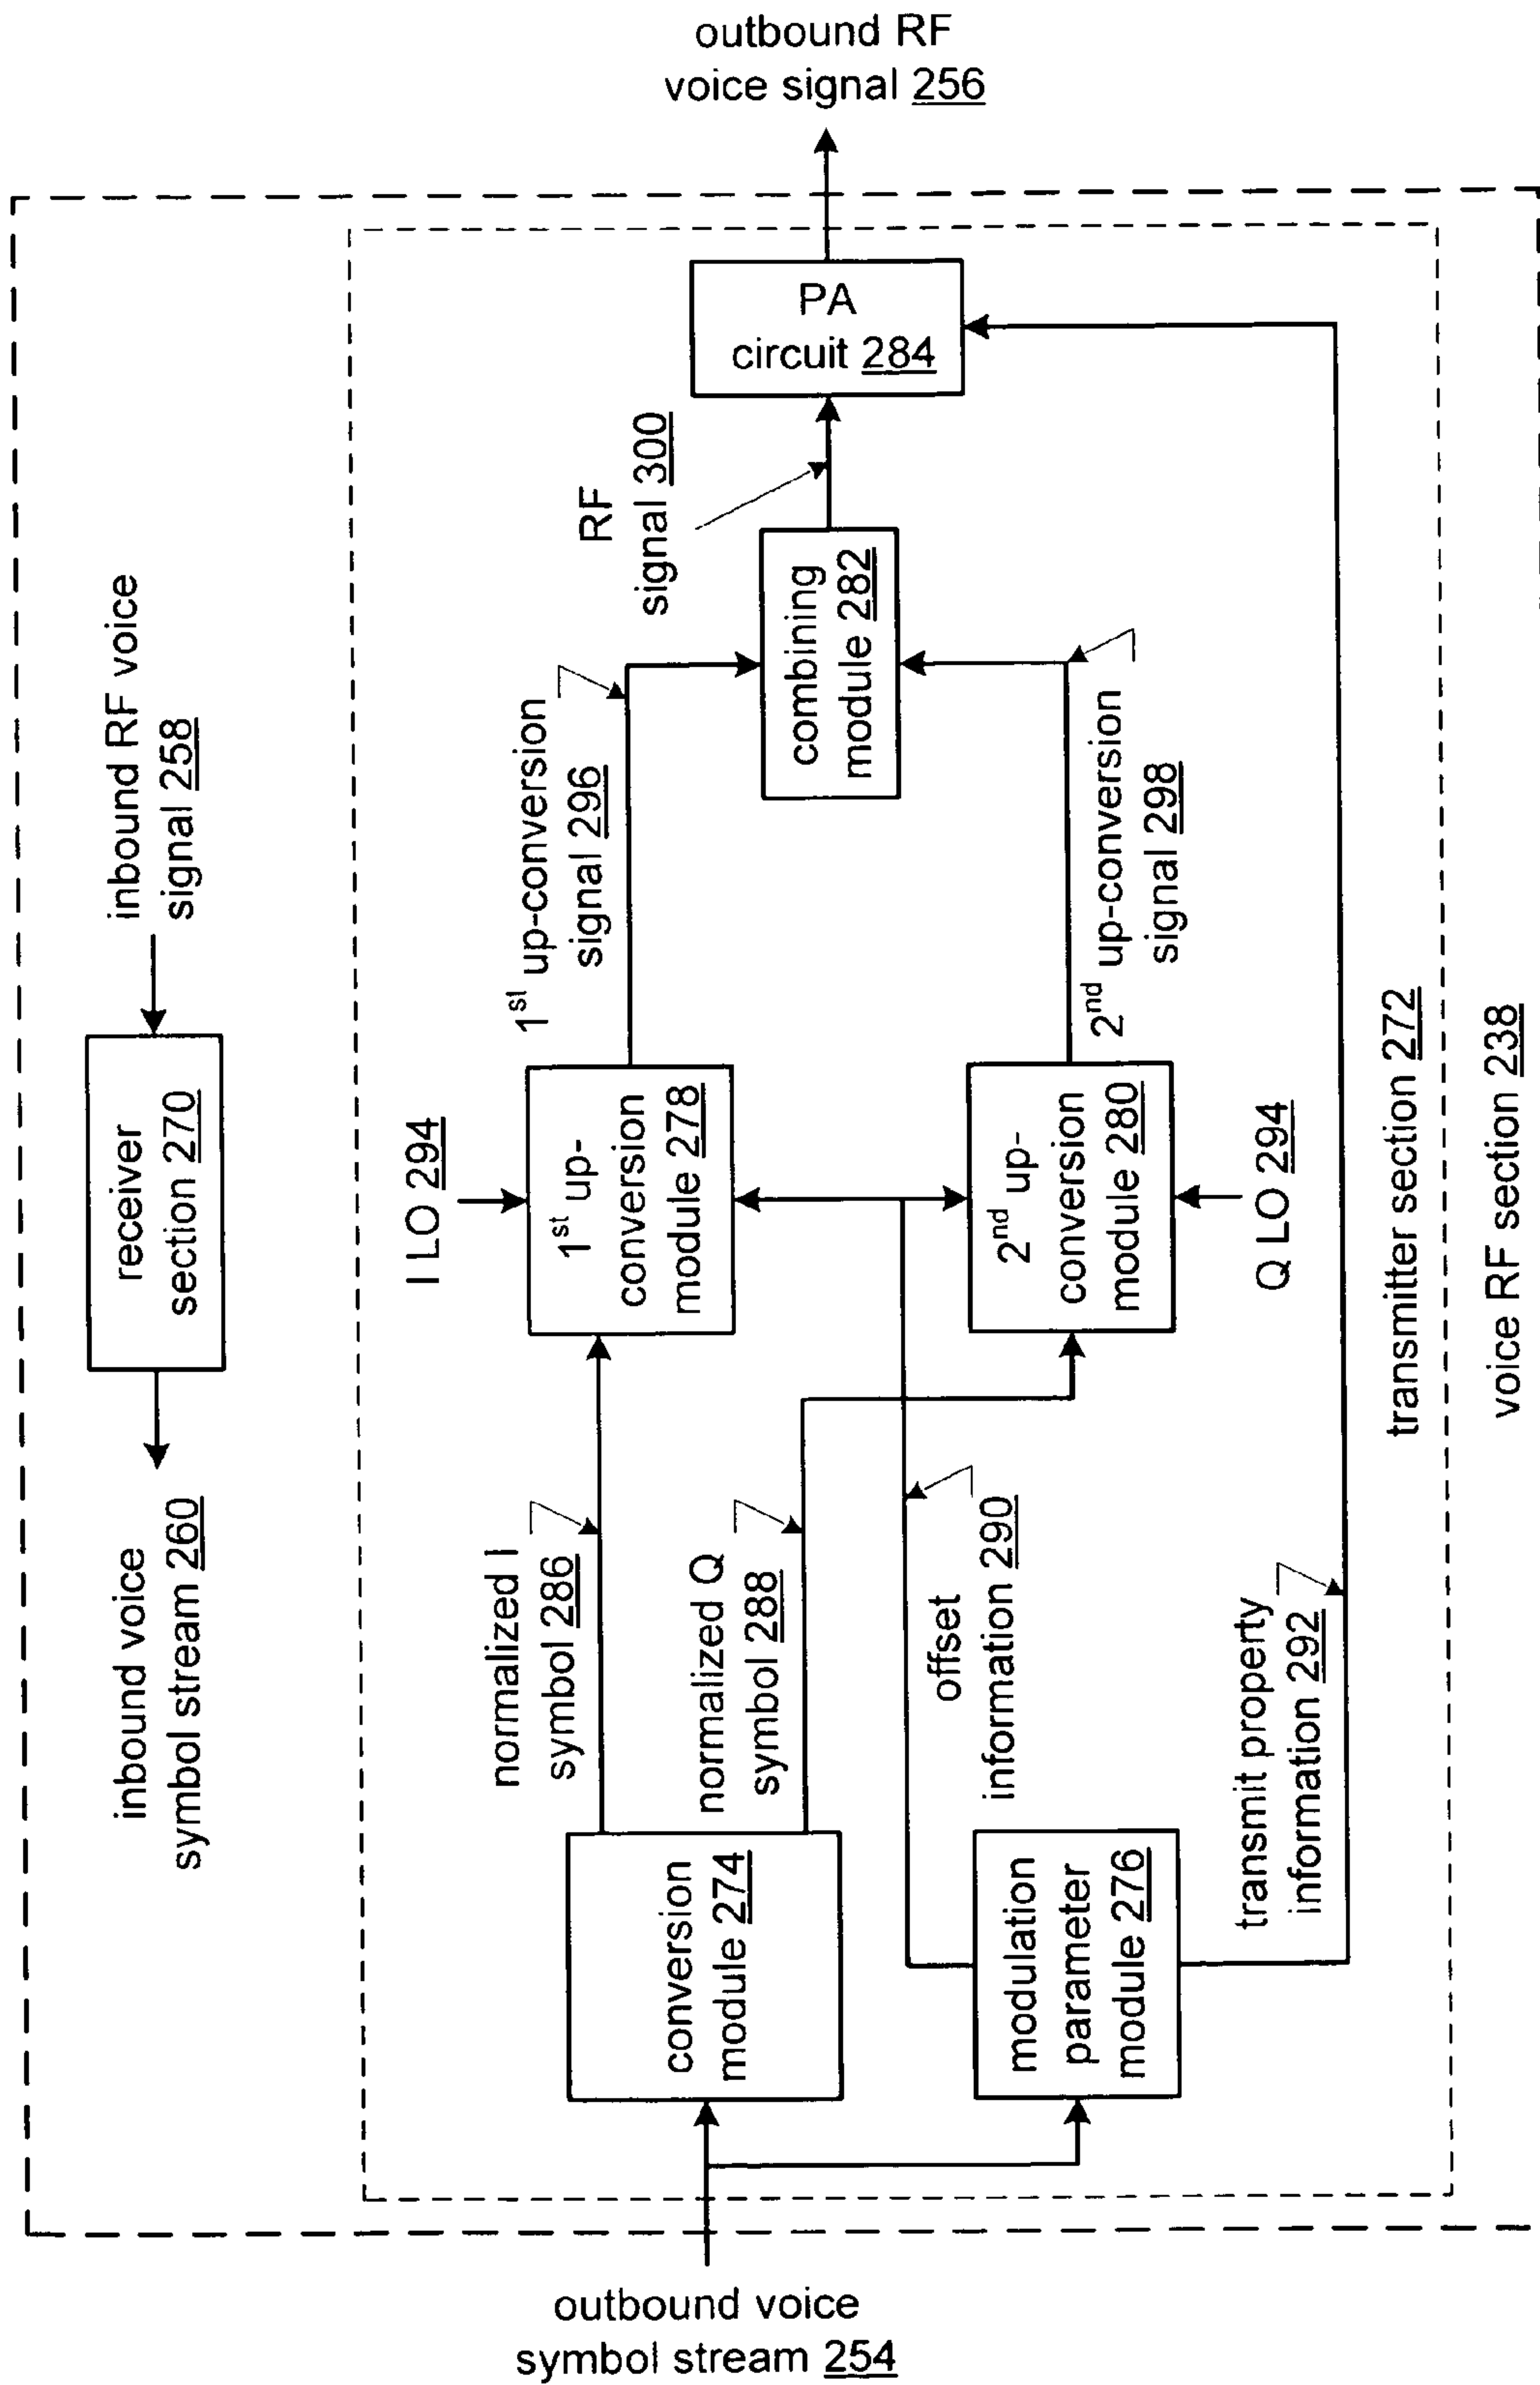 outbound RF
voice signal 256
PA
circuit 284
RF
signal 300
combining
module 282
inbound RF voice
signal 258
receiver
section 270
inbound voice
symbol stream 260
1st up-conversion
signal 296
2nd up-conversion
signal 298
I LO 294
1st up-
conversion
module 278
2nd up-
conversion
module 280
Q LO 294
normalized I
symbol 286
normalized Q
symbol 288
offset
information 290
transmit property
information 292
conversion
module 274
modulation
parameter
module 276
transmitter section 272
voice RF section 238
outbound voice
symbol stream 254